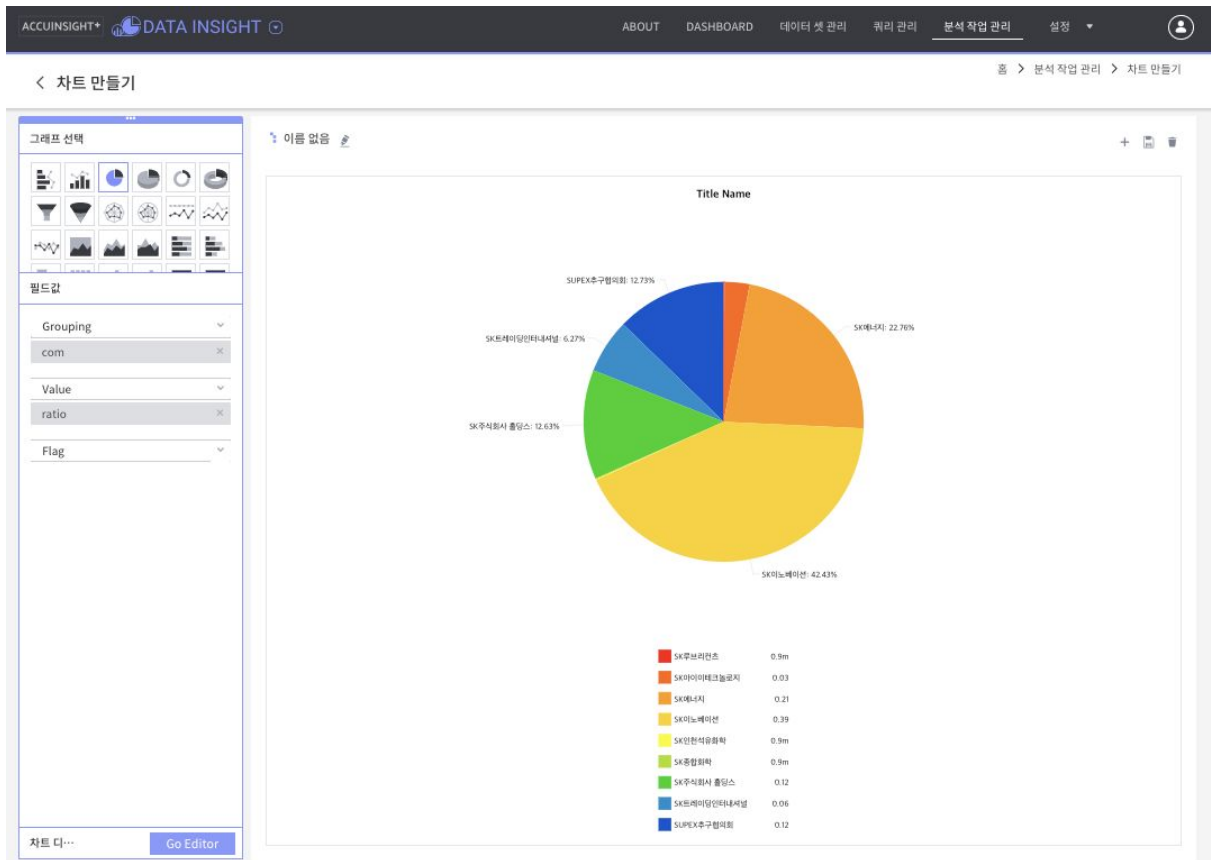 ACCUINSIGHT+ DATA INSIGHT ABOUT DASHBOARD 데이터 셋 관리 쿼리 관리 분석 작업 관리 설정
차트 만들기
홈 > 분석 작업 관리 > 차트 만들기
그래프 선택
이름 없음
Title Name
필드값
Grouping
com
Value
ratio
Flag
SUPEX추구협의회: 12.73%
SK에너지: 22.76%
SK트레이딩인터내셔널: 6.27%
SK주식회사 홀딩스: 12.63%
SK이노베이션: 42.43%
SK루브리컨츠 0.9m
SK아이이테크놀로지 0.03
SK에너지 0.21
SK이노베이션 0.39
SK인천석유화학 0.9m
SK종합화학 0.9m
SK주식회사 홀딩스 0.12
SK트레이딩인터내셔널 0.06
SUPEX추구협의회 0.12
차트 디… Go Editor